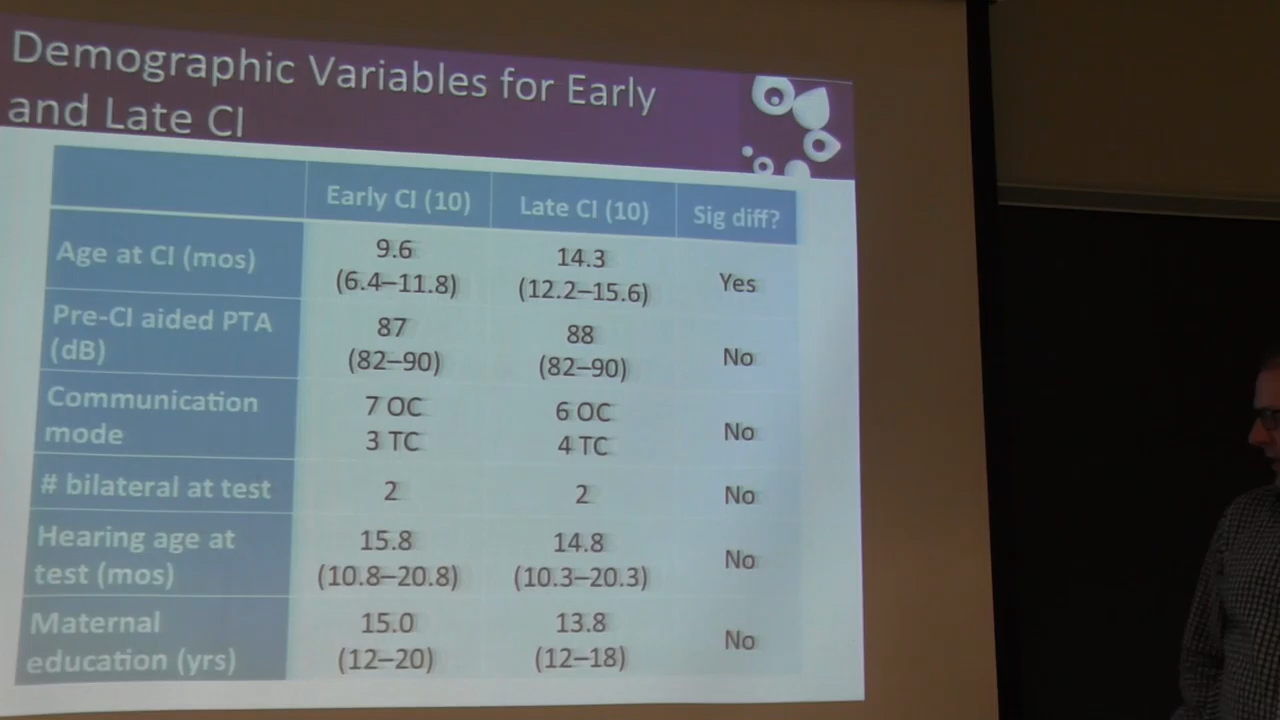 Demographic Variables for Early
and Late CI
Early CI (10) Late CI (10) Sig diff?
Age at CI (mos) 9.6 (6.4–11.8) 14.3 (12.2–15.6) Yes
Pre-CI aided PTA (dB) 87 (82–90) 88 (82–90) No
Communication mode 7 OC 3 TC 6 OC 4 TC No
# bilateral at test 2 2 No
Hearing age at test (mos) 15.8 (10.8–20.8) 14.8 (10.3–20.3) No
Maternal education (yrs) 15.0 (12–20) 13.8 (12–18) No